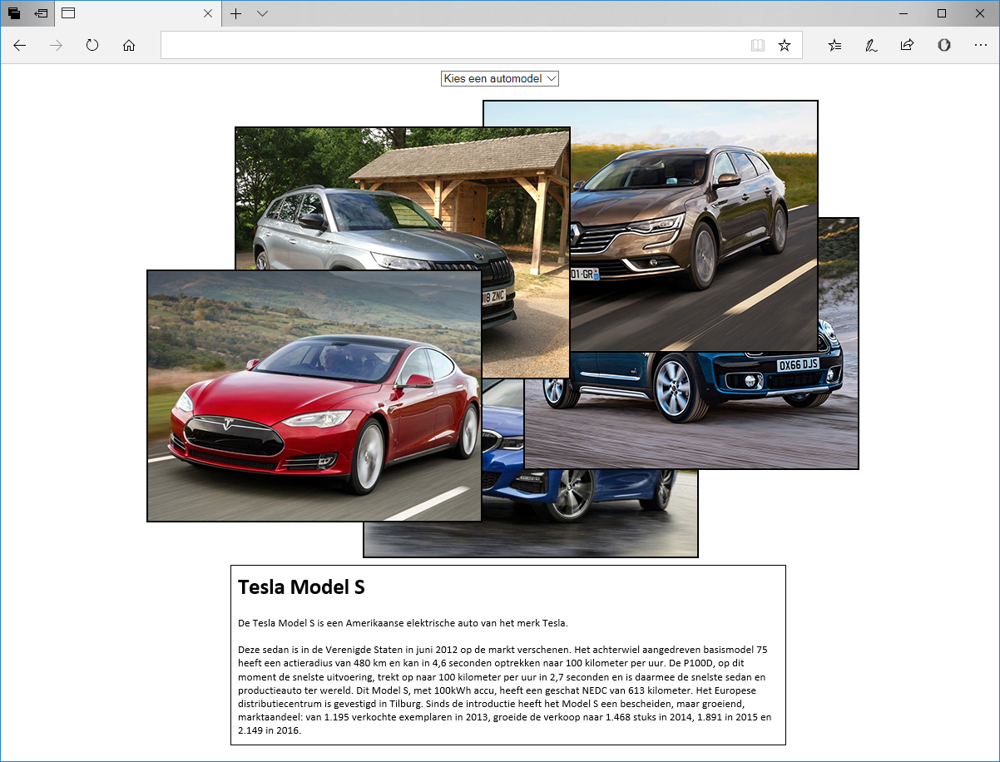 Kies een automodel
01-GR
J18 ZNC
OX66 DJS
Tesla Model S
De Tesla Model S is een Amerikaanse elektrische auto van het merk Tesla.
Deze sedan is in de Verenigde Staten in juni 2012 op de markt verschenen. Het achterwiel aangedreven basismodel 75
heeft een actieradius van 480 km en kan in 4,6 seconden optrekken naar 100 kilometer per uur. De P100D, op dit
moment de snelste uitvoering, trekt op naar 100 kilometer per uur in 2,7 seconden en is daarmee de snelste sedan en
productieauto ter wereld. Dit Model S, met 100kWh accu, heeft een geschat NEDC van 613 kilometer. Het Europese
distributiecentrum is gevestigd in Tilburg. Sinds de introductie heeft het Model S een bescheiden, maar groeiend,
marktaandeel: van 1.195 verkochte exemplaren in 2013, groeide de verkoop naar 1.468 stuks in 2014, 1.891 in 2015 en
2.149 in 2016.